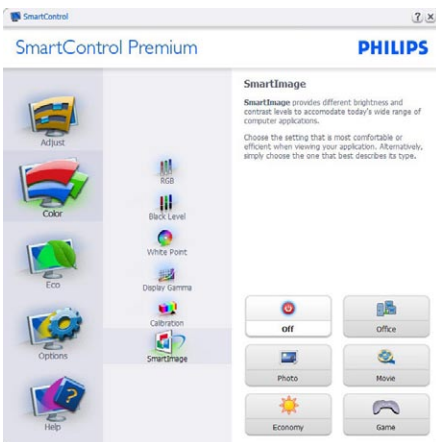 SmartControl
SmartControl Premium
PHILIPS
Adjust
Color
Eco
Options
Help
RGB
Black Level
White Point
Display Gamma
Calibration
SmartImage
SmartImage
SmartImage provides different brightness and
contrast levels to accomodate today's wide range of
computer applications.
Choose the setting that is most comfortable or
efficient when viewing your application. Alternatively,
simply choose the one that best describes its type.
Off
Office
Photo
Movie
Economy
Game